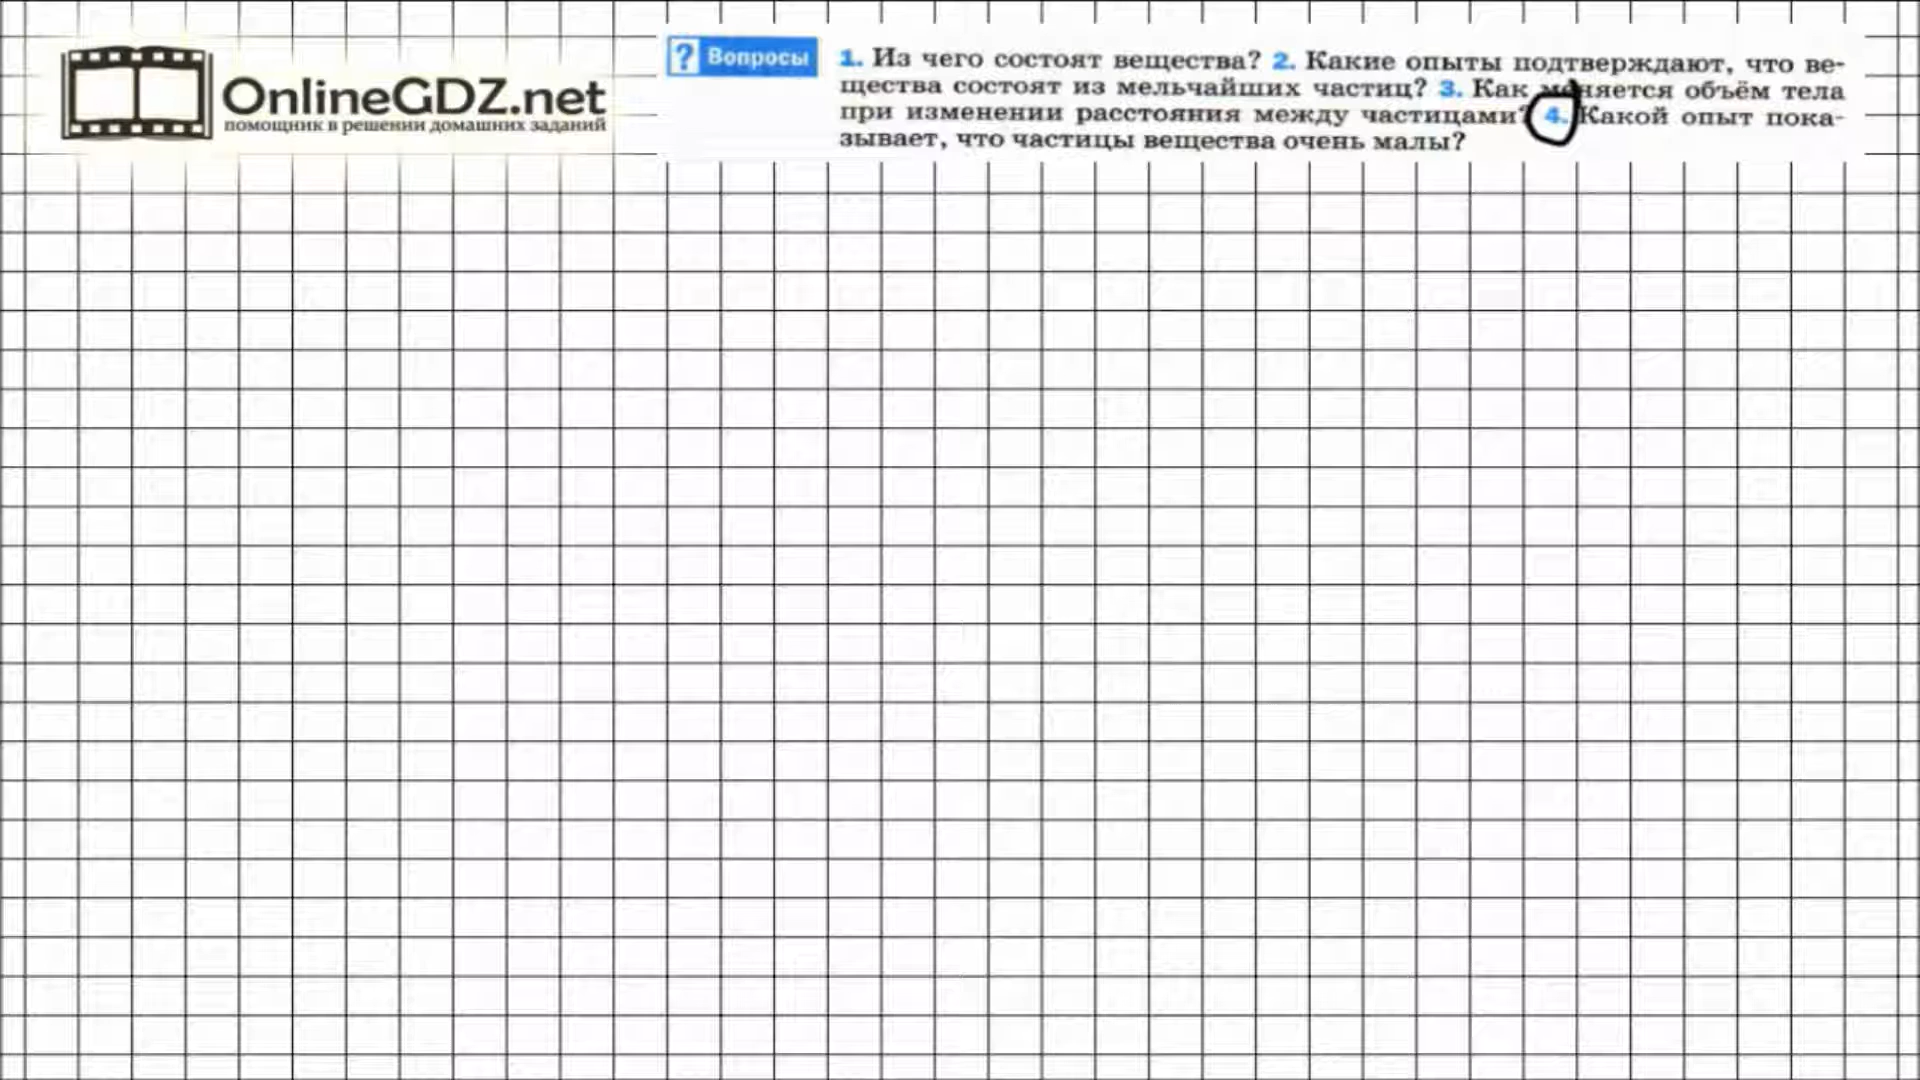 OnlineGDZ.net
помощник в решении домашних заданий
? Вопросы
1. Из чего состоят вещества? 2. Какие опыты подтверждают, что ве-
щества состоят из мельчайших частиц? 3. Как меняется объём тела
при изменении расстояния между частицами? 4. Какой опыт пока-
зывает, что частицы вещества очень малы?